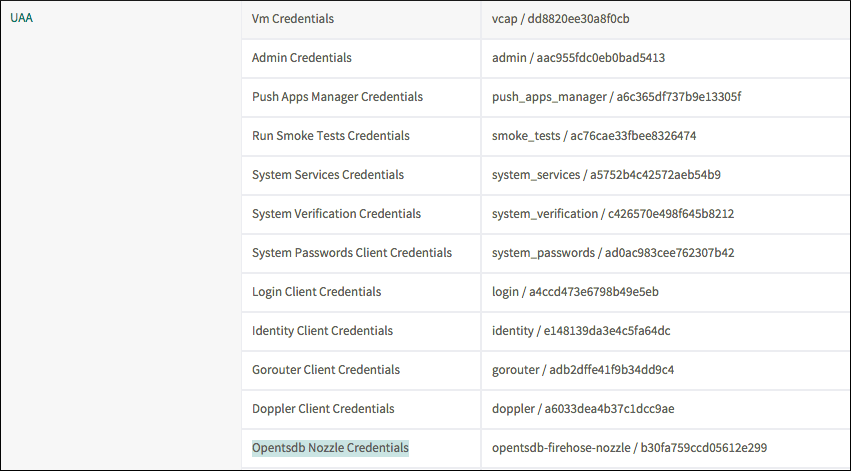 UAA
Vm Credentials
vcap / dd8820ee30a8f0cb
Admin Credentials
admin / aac955fdc0eb0bad5413
Push Apps Manager Credentials
push_apps_manager / a6c365df737b9e13305f
Run Smoke Tests Credentials
smoke_tests / ac76cae33fbee8326474
System Services Credentials
system_services / a5752b4c42572aeb54b9
System Verification Credentials
system_verification / c426570e498f645b8212
System Passwords Client Credentials
system_passwords / ad0ac983cee762307b42
Login Client Credentials
login / a4ccd473e6798b49e5eb
Identity Client Credentials
identity / e148139da3e4c5fa64dc
Gorouter Client Credentials
gorouter / adb2dffe41f9b34dd9c4
Doppler Client Credentials
doppler / a6033dea4b37c1dcc9ae
Opentsdb Nozzle Credentials
opentsdb-firehose-nozzle / b30fa759ccd05612e299